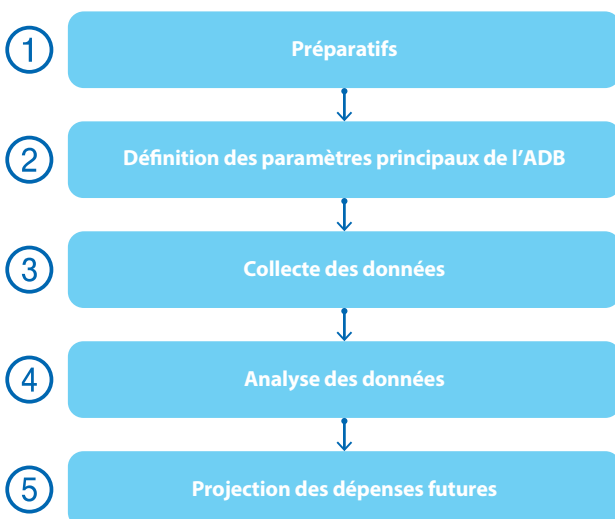 1
Préparatifs
2
Définition des paramètres principaux de l'ADB
3
Collecte des données
4
Analyse des données
5
Projection des dépenses futures